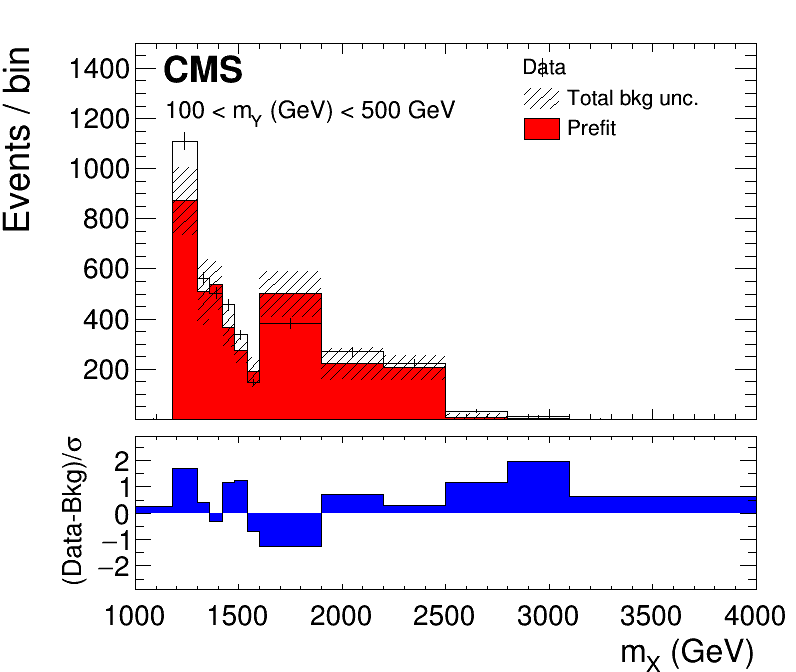 CMS
100 < mY (GeV) < 500 GeV
Data
Total bkg unc.
Prefit
Events / bin
1400
1200
1000
800
600
400
200
(Data-Bkg)/σ
2
1
0
−1
−2
1000 1500 2000 2500 3000 3500 4000
mX (GeV)